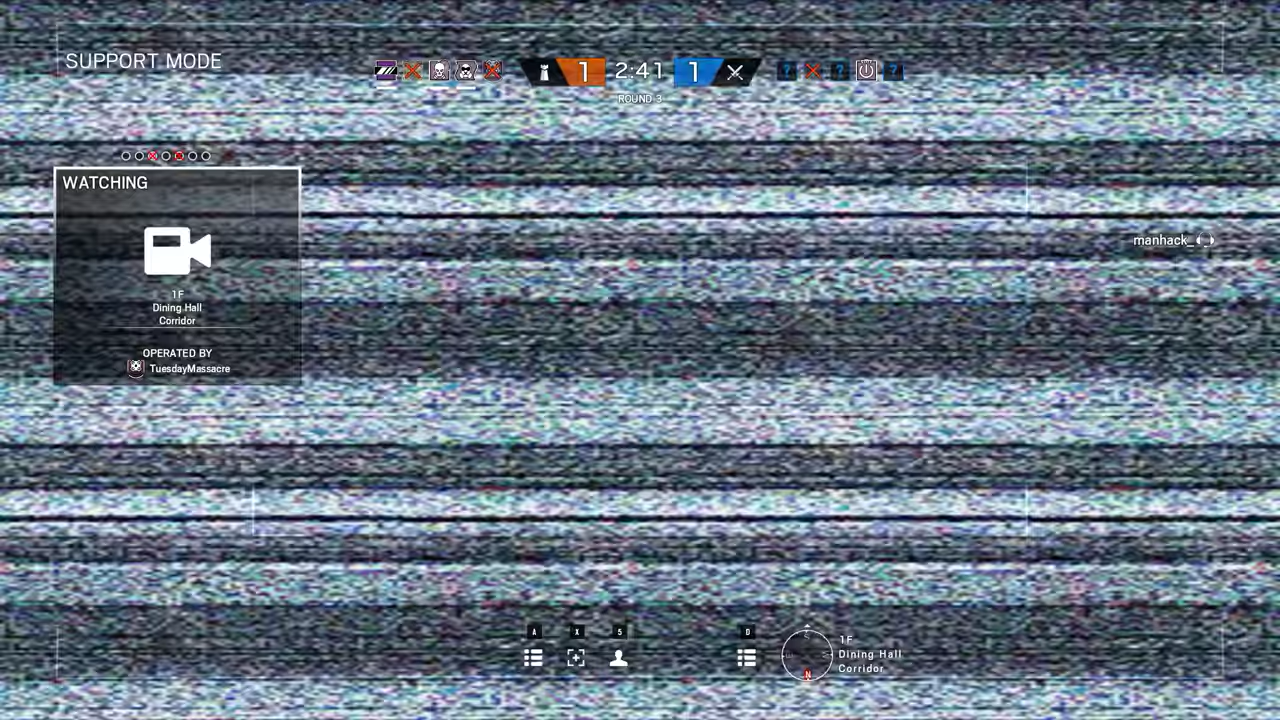 SUPPORT MODE
1 2:41 1
ROUND 3
? ? ?
WATCHING
manhack_
1F
Dining Hall
Corridor
OPERATED BY
TuesdayMassacre
A X 5 D
1F
Dining Hall
Corridor
N